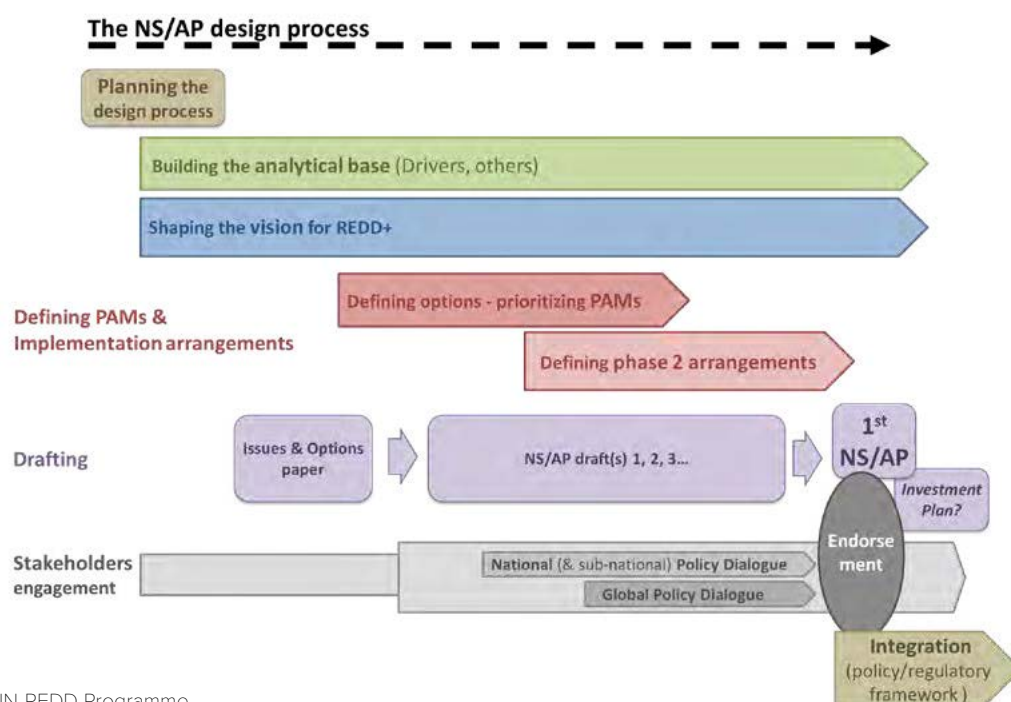 The NS/AP design process
Planning the
design process
Building the analytical base (Drivers, others)
Shaping the vision for REDD+
Defining PAMs &
Implementation arrangements
Defining options - prioritizing PAMs
Defining phase 2 arrangements
Drafting
Issues & Options
paper
NS/AP draft(s) 1, 2, 3...
1st
NS/AP
Investment
Plan?
Stakeholders
engagement
National (& sub-national) Policy Dialogue
Global Policy Dialogue
Endorse
ment
Integration
(policy/regulatory
framework )
REDD Programme